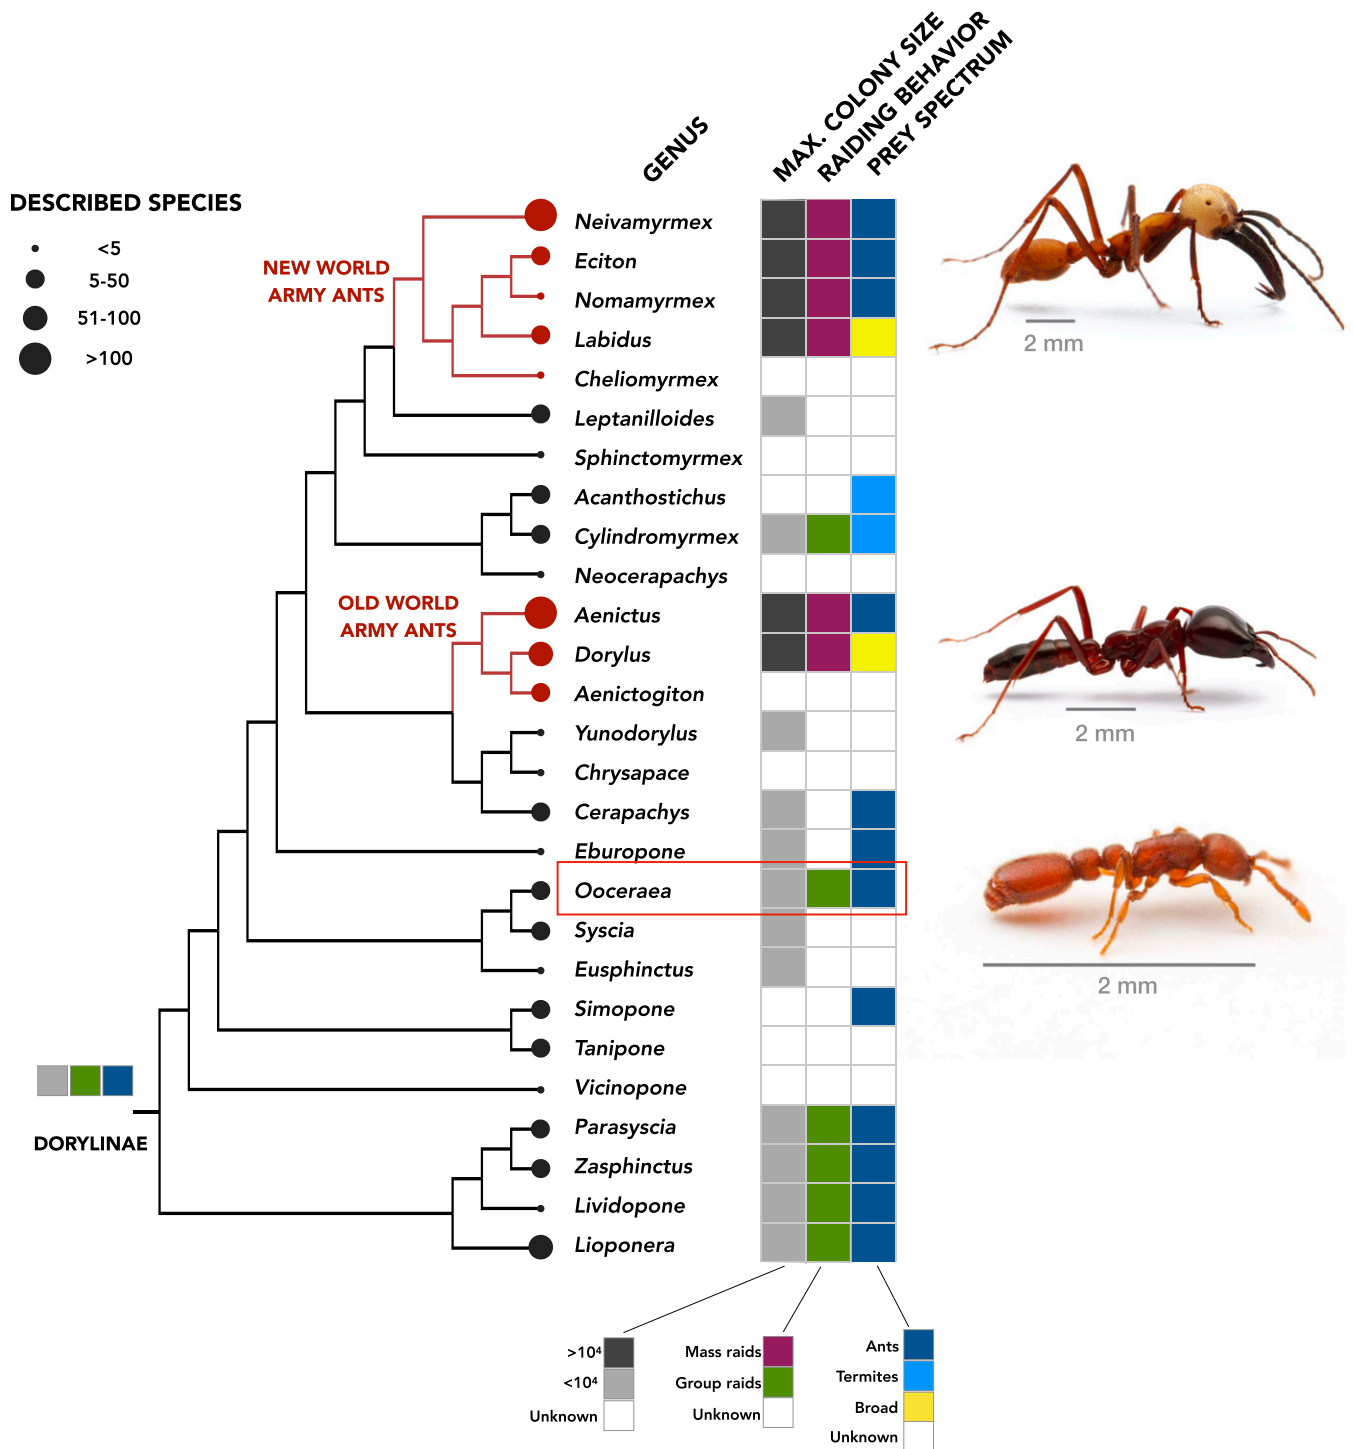 MAX. COLONY SIZE
RAIDING BEHAVIOR
PREY SPECTRUM
GENUS
DESCRIBED SPECIES
<5
5-50
51-100
>100
NEW WORLD
ARMY ANTS
Neivamyrmex
Eciton
Nomamyrmex
Labidus
Cheliomyrmex
Leptanilloides
Sphinctomyrmex
Acanthostichus
Cylindromyrmex
Neocerapachys
OLD WORLD
ARMY ANTS
Aenictus
Dorylus
Aenictogiton
Yunodorylus
Chrysapace
Cerapachys
Eburopone
Ooceraea
Syscia
Eusphinctus
Simopone
Tanipone
Vicinopone
Parasyscia
Zasphinctus
Lividopone
Lioponera
DORYLINAE
2 mm
2 mm
2 mm
>10⁴
<10⁴
Unknown
Mass raids
Group raids
Unknown
Ants
Termites
Broad
Unknown